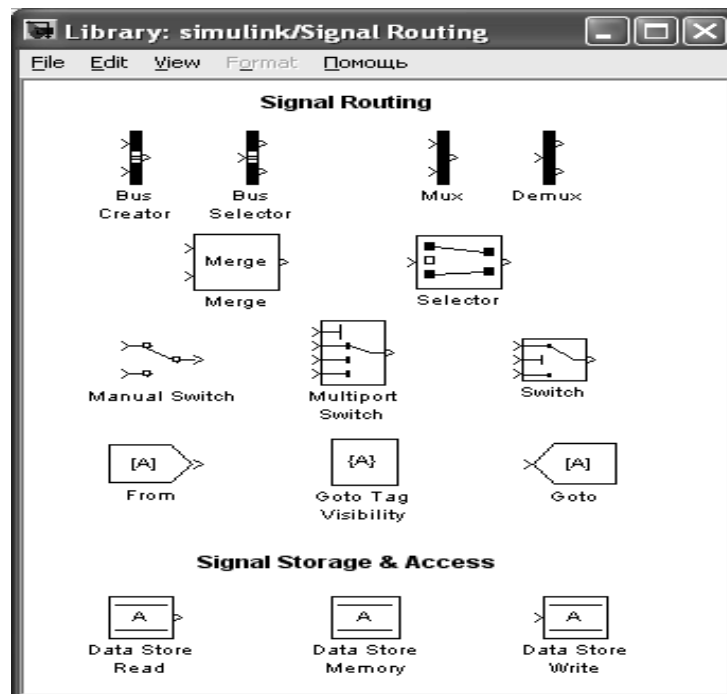 Library: simulink/Signal Routing
File Edit View Format Помощь
Signal Routing
Bus Creator
Bus Selector
Mux
Demux
Merge
Merge
Selector
Manual Switch
Multiport Switch
Switch
[A]
From
{A}
Goto Tag Visibility
[A]
Goto
Signal Storage & Access
A
Data Store Read
A
Data Store Memory
A
Data Store Write